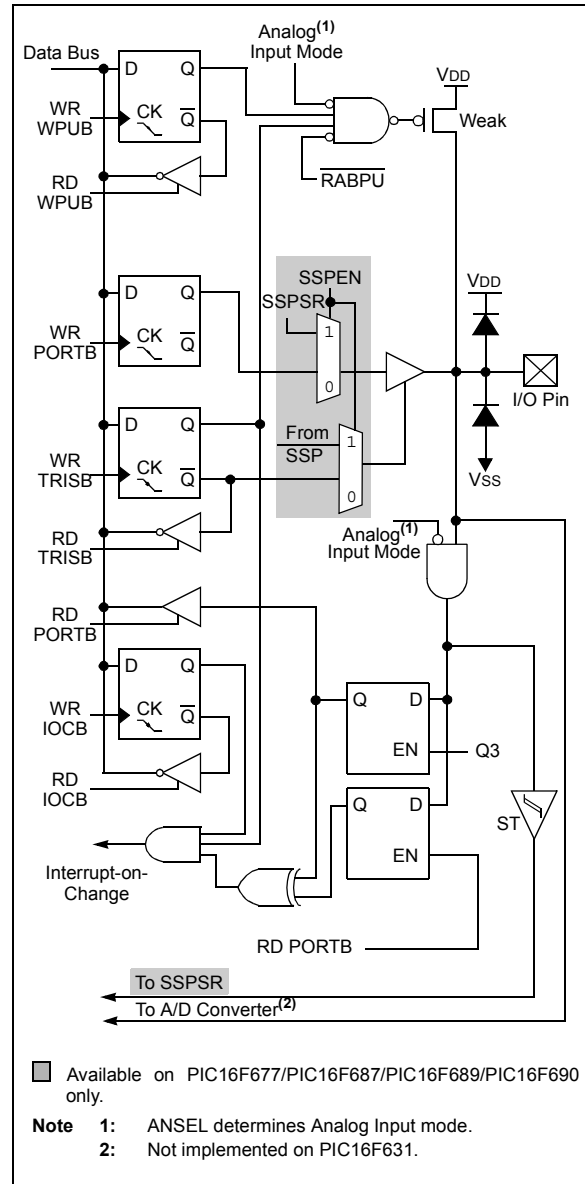 Analog(1)
Input Mode
Data Bus
VDD
D Q
WR
WPUB
CK
Q
Weak
RD
WPUB
RABPU
SSPEN
SSPSR
VDD
D Q
1
WR
PORTB
CK
Q
0
I/O Pin
From
SSP
1
D Q
WR
TRISB
CK
Q
0
VSS
Analog(1)
Input Mode
RD
TRISB
RD
PORTB
D Q
WR
IOCB
CK
Q
Q D
EN
Q3
RD
IOCB
ST
Q D
EN
Interrupt-on-
Change
RD PORTB
To SSPSR
To A/D Converter(2)
Available on PIC16F677/PIC16F687/PIC16F689/PIC16F690
only.
Note 1: ANSEL determines Analog Input mode.
2: Not implemented on PIC16F631.